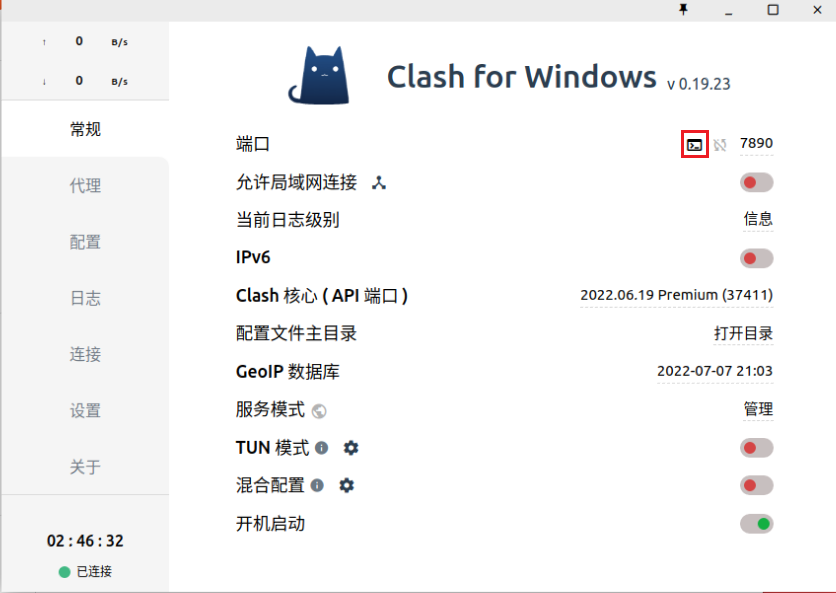 ↑ 0 B/s
↓ 0 B/s
常规
代理
配置
日志
连接
设置
关于
02 : 46 : 32
已连接
Clash for Windows v 0.19.23
端口 7890
允许局域网连接
当前日志级别 信息
IPv6
Clash 核心 ( API 端口 ) 2022.06.19 Premium (37411)
配置文件主目录 打开目录
GeoIP 数据库 2022-07-07 21:03
服务模式 管理
TUN 模式
混合配置
开机启动